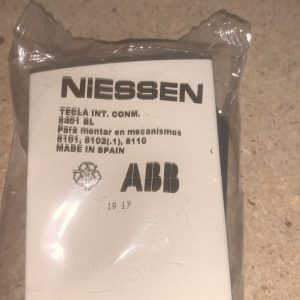 NIESSEN
TECLA INT. CONM.
8401 BL
Para montar en mecanismos
8101, 8102(.1), 8110
MADE IN SPAIN
ABB
19 17